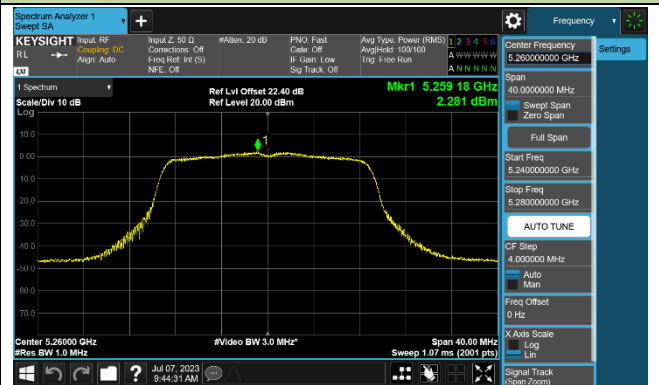 Spectrum Analyzer 1
Swept SA
Frequency
KEYSIGHT
RL
LXI
Input: RF
Coupling: DC
Align: Auto
Input Z: 50 Ω
Corrections: Off
Freq Ref: Int (S)
NFE: Off
#Atten: 20 dB
PNO: Fast
Gate: Off
IF Gain: Low
Sig Track: Off
Avg Type: Power (RMS)
Avg|Hold: 100/100
Trig: Free Run
1 2 3 4 5 6
A W W W W W
A N N N N N
1 Spectrum
Scale/Div 10 dB
Log
Ref Lvl Offset 22.40 dB
Ref Level 20.00 dBm
Mkr1 5.259 18 GHz
2.281 dBm
1
10.0
0.00
-10.0
-20.0
-30.0
-40.0
-50.0
-60.0
-70.0
Center 5.26000 GHz
#Res BW 1.0 MHz
#Video BW 3.0 MHz*
Span 40.00 MHz
Sweep 1.07 ms (2001 pts)
Jul 07, 2023
9:44:31 AM
Center Frequency
5.260000000 GHz
Settings
Span
40.0000000 MHz
Swept Span
Zero Span
Full Span
Start Freq
5.240000000 GHz
Stop Freq
5.280000000 GHz
AUTO TUNE
CF Step
4.000000 MHz
Auto
Man
Freq Offset
0 Hz
X Axis Scale
Log
Lin
Signal Track
(Span Zoom)